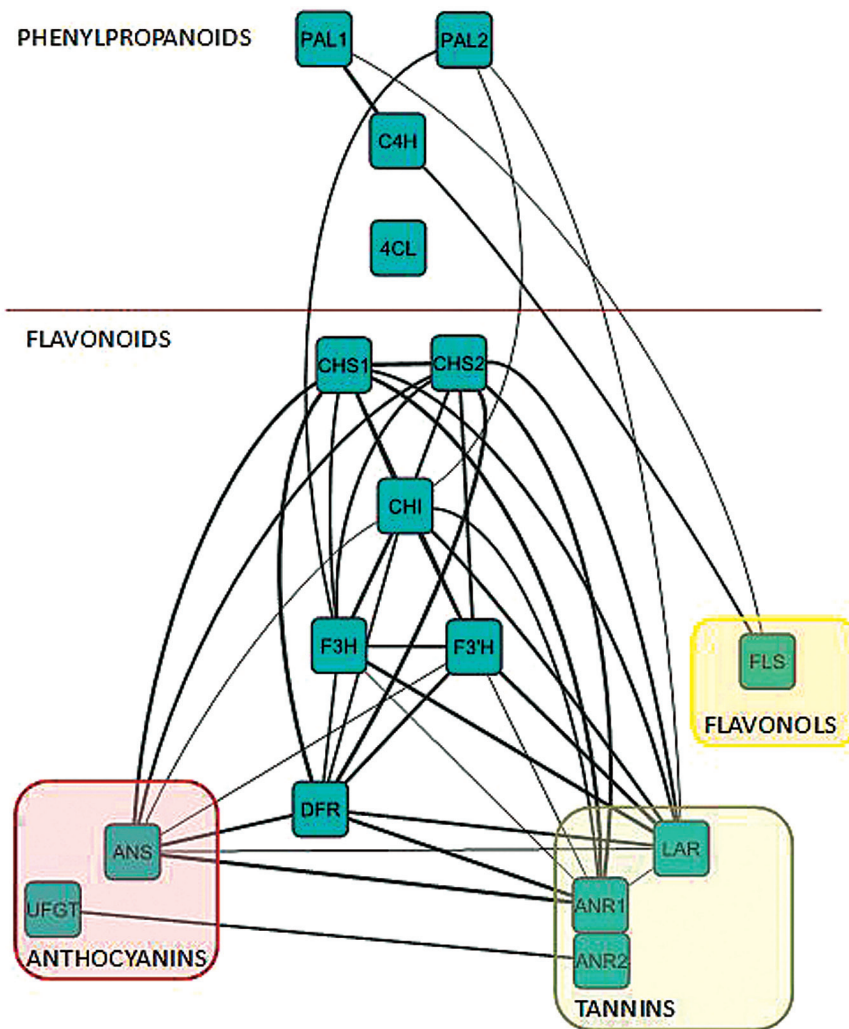 PHENYLPROPANOIDS
PAL1
PAL2
C4H
4CL
FLAVONOIDS
CHS1
CHS2
CHI
F3H
F3'H
FLS
FLAVONOLS
DFR
ANS
LAR
UFGT
ANR1
ANR2
ANTHOCYANINS
TANNINS